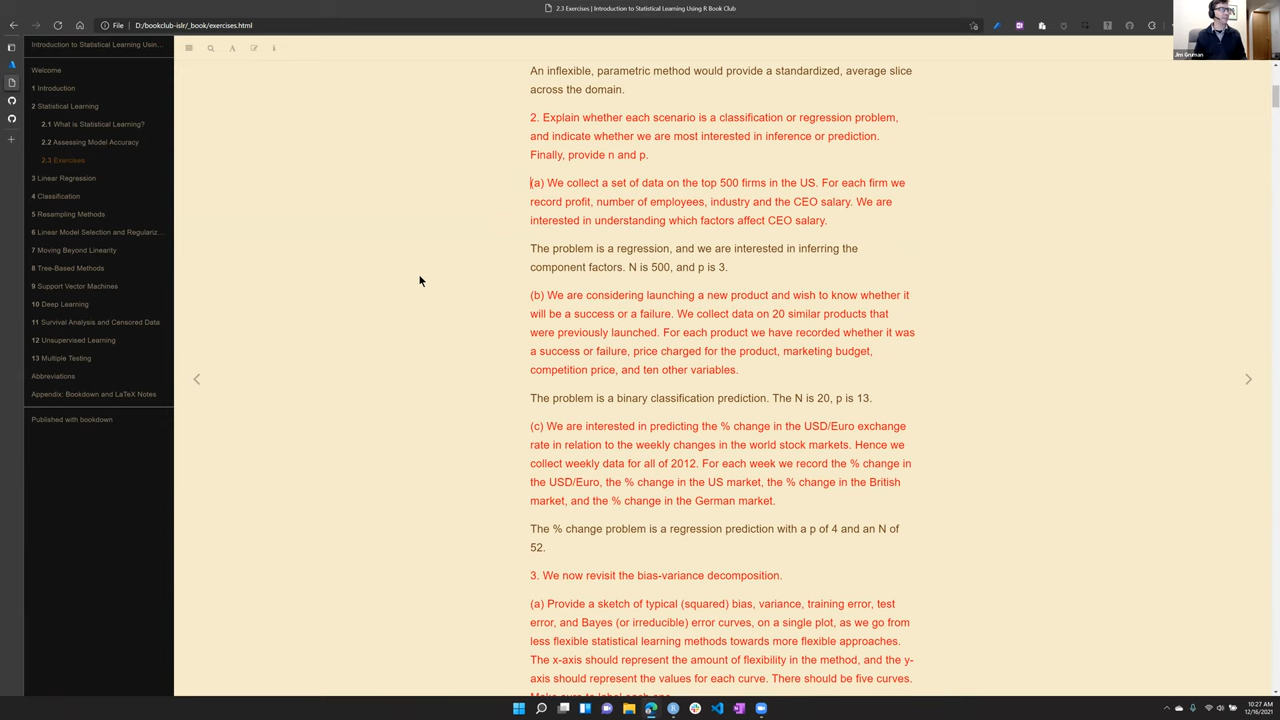 2.3 Exercises | Introduction to Statistical Learning Using R Book Club
File
D:/bookclub-islr/_book/exercises.html
Jim Gruman
Introduction to Statistical Learning Usin...
Welcome
1 Introduction
2 Statistical Learning
2.1 What is Statistical Learning?
2.2 Assessing Model Accuracy
2.3 Exercises
3 Linear Regression
4 Classification
5 Resampling Methods
6 Linear Model Selection and Regulariz...
7 Moving Beyond Linearity
8 Tree-Based Methods
9 Support Vector Machines
10 Deep Learning
11 Survival Analysis and Censored Data
12 Unsupervised Learning
13 Multiple Testing
Abbreviations
Appendix: Bookdown and LaTeX Notes
Published with bookdown
An inflexible, parametric method would provide a standardized, average slice
across the domain.
2. Explain whether each scenario is a classification or regression problem,
and indicate whether we are most interested in inference or prediction.
Finally, provide n and p.
(a) We collect a set of data on the top 500 firms in the US. For each firm we
record profit, number of employees, industry and the CEO salary. We are
interested in understanding which factors affect CEO salary.
The problem is a regression, and we are interested in inferring the
component factors. N is 500, and p is 3.
(b) We are considering launching a new product and wish to know whether it
will be a success or a failure. We collect data on 20 similar products that
were previously launched. For each product we have recorded whether it was
a success or failure, price charged for the product, marketing budget,
competition price, and ten other variables.
The problem is a binary classification prediction. The N is 20, p is 13.
(c) We are interested in predicting the % change in the USD/Euro exchange
rate in relation to the weekly changes in the world stock markets. Hence we
collect weekly data for all of 2012. For each week we record the % change in
the USD/Euro, the % change in the US market, the % change in the British
market, and the % change in the German market.
The % change problem is a regression prediction with a p of 4 and an N of
52.
3. We now revisit the bias-variance decomposition.
(a) Provide a sketch of typical (squared) bias, variance, training error, test
error, and Bayes (or irreducible) error curves, on a single plot, as we go from
less flexible statistical learning methods towards more flexible approaches.
The x-axis should represent the amount of flexibility in the method, and the y-
axis should represent the values for each curve. There should be five curves.
Make sure to label each one.
10:27 AM
12/16/2021